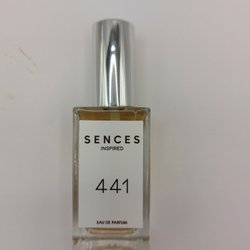 SENCES
INSPIRED
441
EAU DE PARFUM